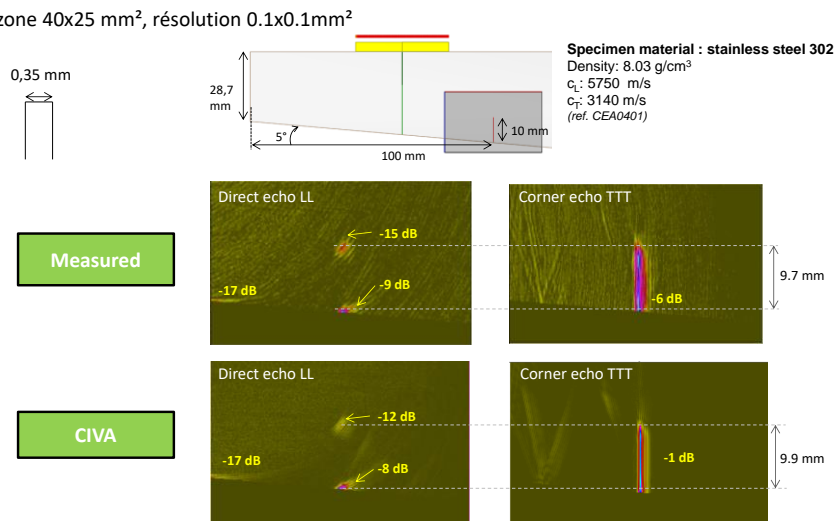 zone 40x25 mm², résolution 0.1x0.1mm²
Specimen material : stainless steel 302
Density: 8.03 g/cm³
cL: 5750 m/s
cT: 3140 m/s
(ref. CEA0401)
0,35 mm
28,7
mm
5°
10 mm
100 mm
Direct echo LL
Corner echo TTT
-15 dB
Measured
-9 dB
-17 dB
-6 dB
9.7 mm
Direct echo LL
Corner echo TTT
-12 dB
CIVA
-17 dB
-8 dB
-1 dB
9.9 mm